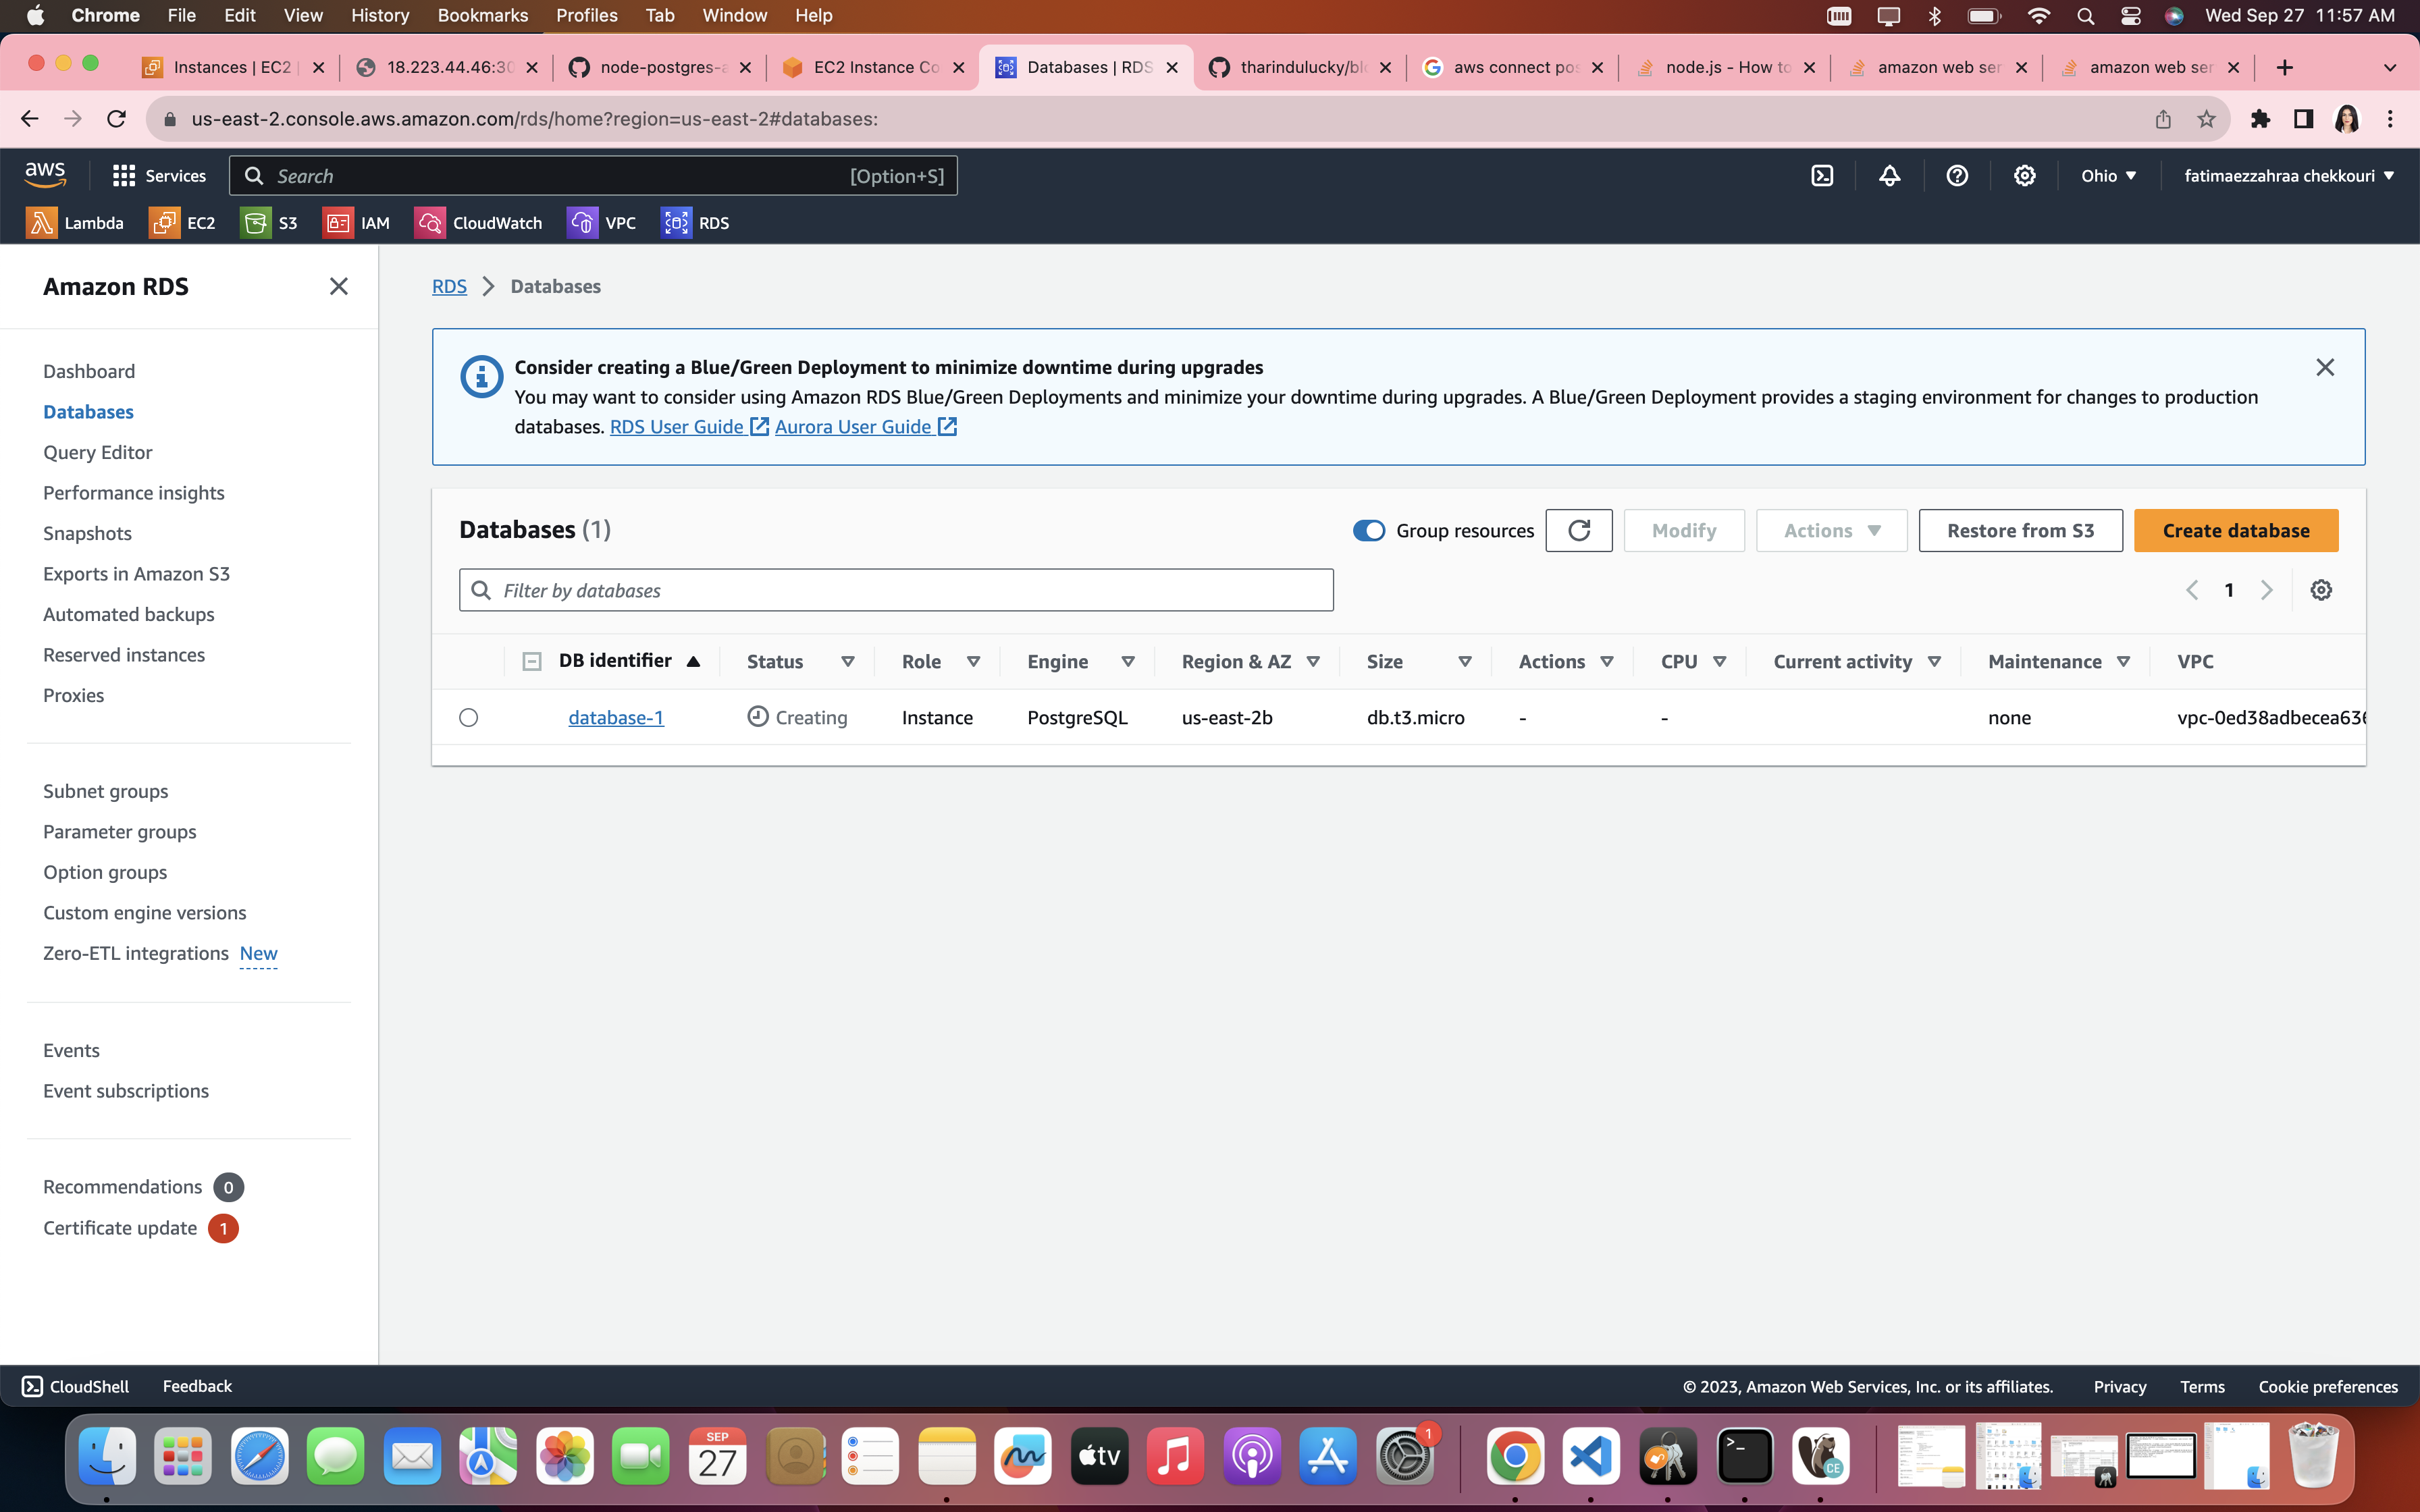 Chrome File Edit View History Bookmarks Profiles Tab Window Help Wed Sep 27 11:57 AM
Instances | EC2 | 18.223.44.46:30 node-postgres-a EC2 Instance Co Databases | RDS tharindulucky/blo aws connect pos node.js - How to amazon web ser amazon web ser
us-east-2.console.aws.amazon.com/rds/home?region=us-east-2#databases:
aws Services Search [Option+S] Ohio fatimaezzahraa chekkouri
Lambda EC2 S3 IAM CloudWatch VPC RDS
Amazon RDS
Dashboard
Databases
Query Editor
Performance insights
Snapshots
Exports in Amazon S3
Automated backups
Reserved instances
Proxies
Subnet groups
Parameter groups
Option groups
Custom engine versions
Zero-ETL integrations New
Events
Event subscriptions
Recommendations 0
Certificate update 1
RDS Databases
Consider creating a Blue/Green Deployment to minimize downtime during upgrades
You may want to consider using Amazon RDS Blue/Green Deployments and minimize your downtime during upgrades. A Blue/Green Deployment provides a staging environment for changes to production
databases. RDS User Guide Aurora User Guide
Databases (1) Group resources Modify Actions Restore from S3 Create database
Filter by databases 1
DB identifier Status Role Engine Region & AZ Size Actions CPU Current activity Maintenance VPC
database-1 Creating Instance PostgreSQL us-east-2b db.t3.micro - - none vpc-0ed38adbecea636
CloudShell Feedback © 2023, Amazon Web Services, Inc. or its affiliates. Privacy Terms Cookie preferences
SEP
27
tv
1
CE